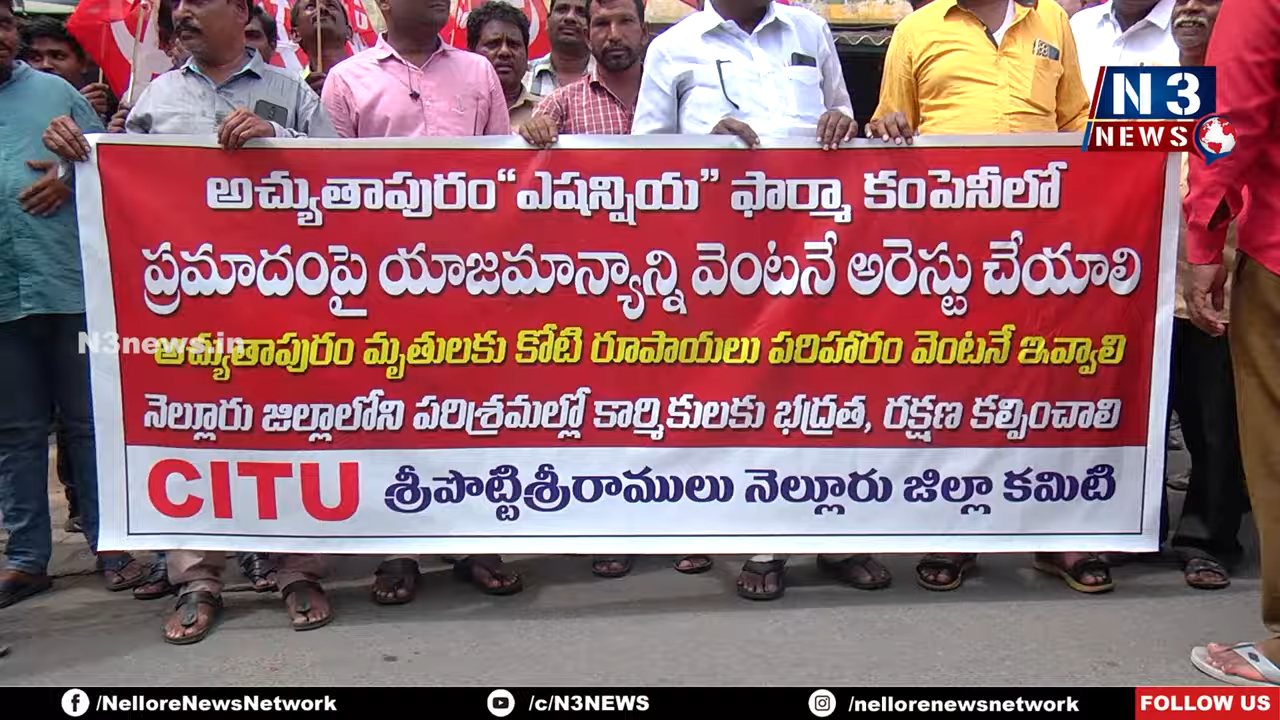 N3
NEWS
అచ్యుతాపురం “ఎషన్షియ” ఫార్మా కంపెనీలో
ప్రమాదంపై యాజమాన్యాన్ని వెంటనే అరెస్టు చేయాలి
N3news.in
అచ్యుతాపురం మృతులకు కోటి రూపాయలు పరిహారం వెంటనే ఇవ్వాలి
నెల్లూరు జిల్లాలోని పరిశ్రమల్లో కార్మికులకు భద్రత, రక్షణ కల్పించాలి
CITU శ్రీపొట్టిశ్రీరాములు నెల్లూరు జిల్లా కమిటి
/NelloreNewsNetwork /c/N3NEWS /nellorenewsnetwork FOLLOW US